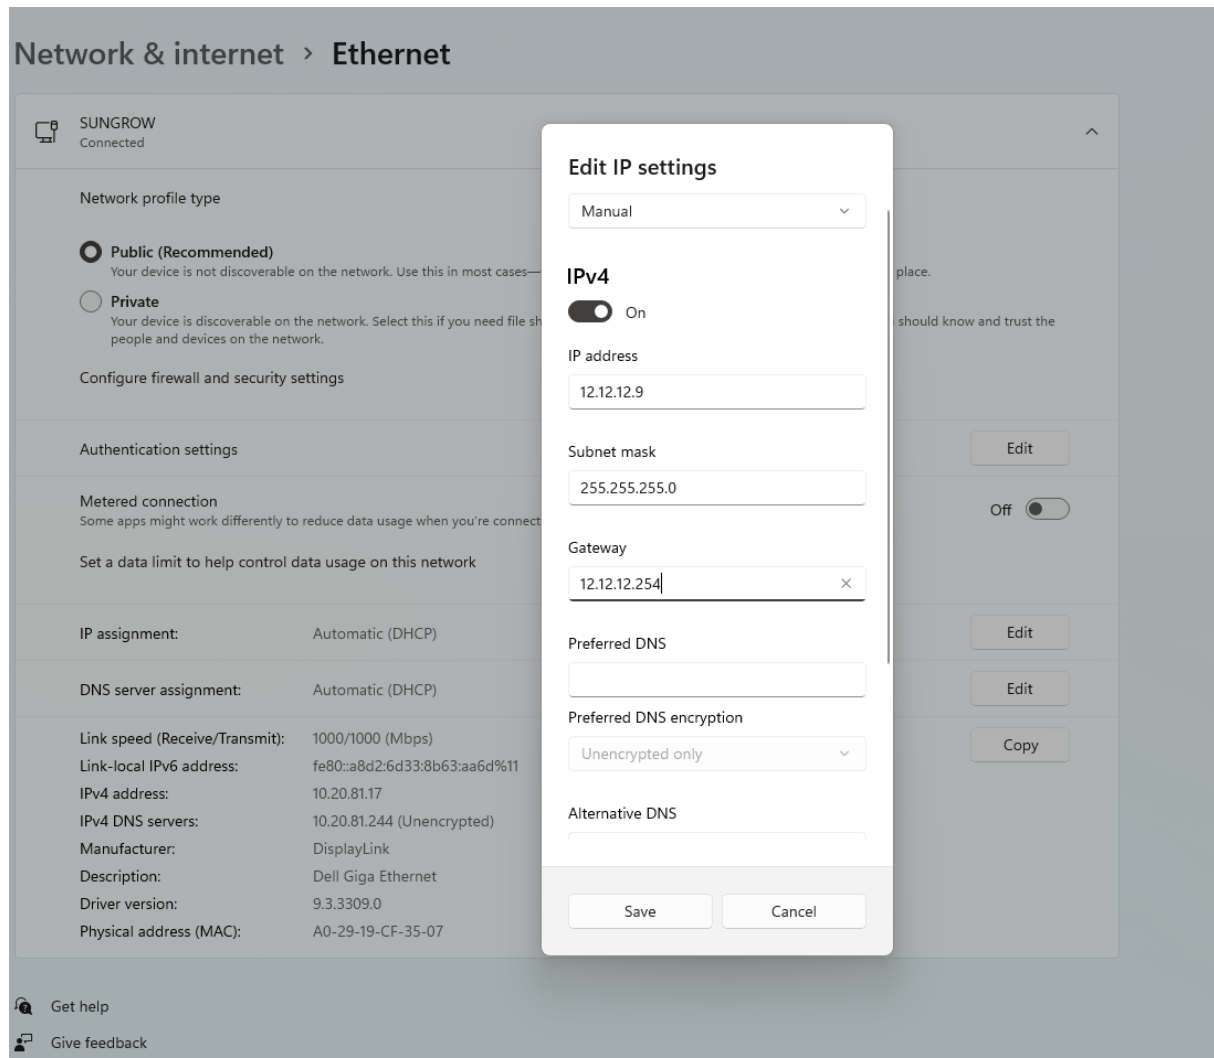 Network & internet > Ethernet
SUNGROW
Connected
Network profile type
Public (Recommended)
Your device is not discoverable on the network. Use this in most cases—
place.
Private
Your device is discoverable on the network. Select this if you need file sh
should know and trust the
people and devices on the network.
Configure firewall and security settings
Authentication settings
Edit
Metered connection
Some apps might work differently to reduce data usage when you're connect
Off
Set a data limit to help control data usage on this network
IP assignment: Automatic (DHCP)
Edit
DNS server assignment: Automatic (DHCP)
Edit
Link speed (Receive/Transmit): 1000/1000 (Mbps)
Copy
Link-local IPv6 address: fe80::a8d2:6d33:8b63:aa6d%11
IPv4 address: 10.20.81.17
IPv4 DNS servers: 10.20.81.244 (Unencrypted)
Manufacturer: DisplayLink
Description: Dell Giga Ethernet
Driver version: 9.3.3309.0
Physical address (MAC): A0-29-19-CF-35-07
Get help
Give feedback
Edit IP settings
Manual
IPv4
On
IP address
12.12.12.9
Subnet mask
255.255.255.0
Gateway
12.12.12.254
Preferred DNS
Preferred DNS encryption
Unencrypted only
Alternative DNS
Save
Cancel